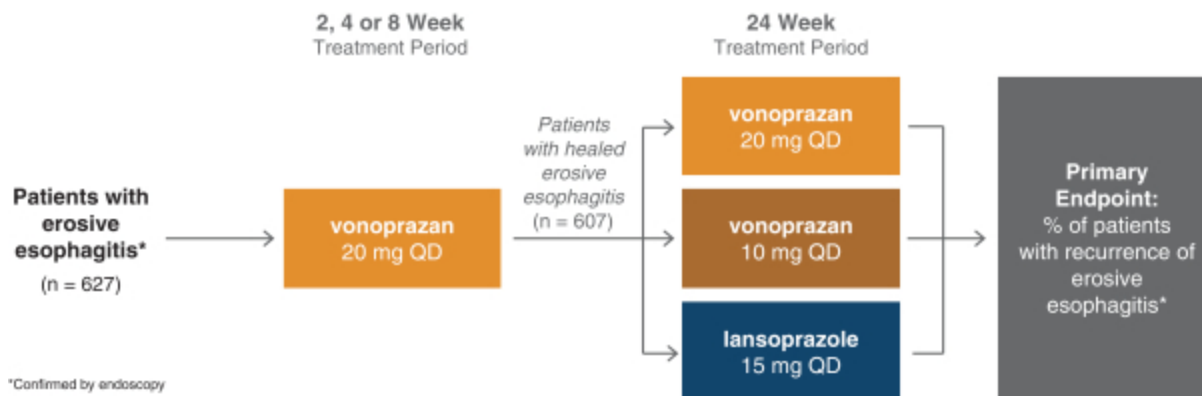 2, 4 or 8 Week
Treatment Period
24 Week
Treatment Period
Patients with
erosive
esophagitis*
(n = 627)
vonoprazan
20 mg QD
Patients
with healed
erosive
esophagitis
(n = 607)
vonoprazan
20 mg QD
vonoprazan
10 mg QD
lansoprazole
15 mg QD
Primary
Endpoint:
% of patients
with recurrence of
erosive
esophagitis*
*Confirmed by endoscopy